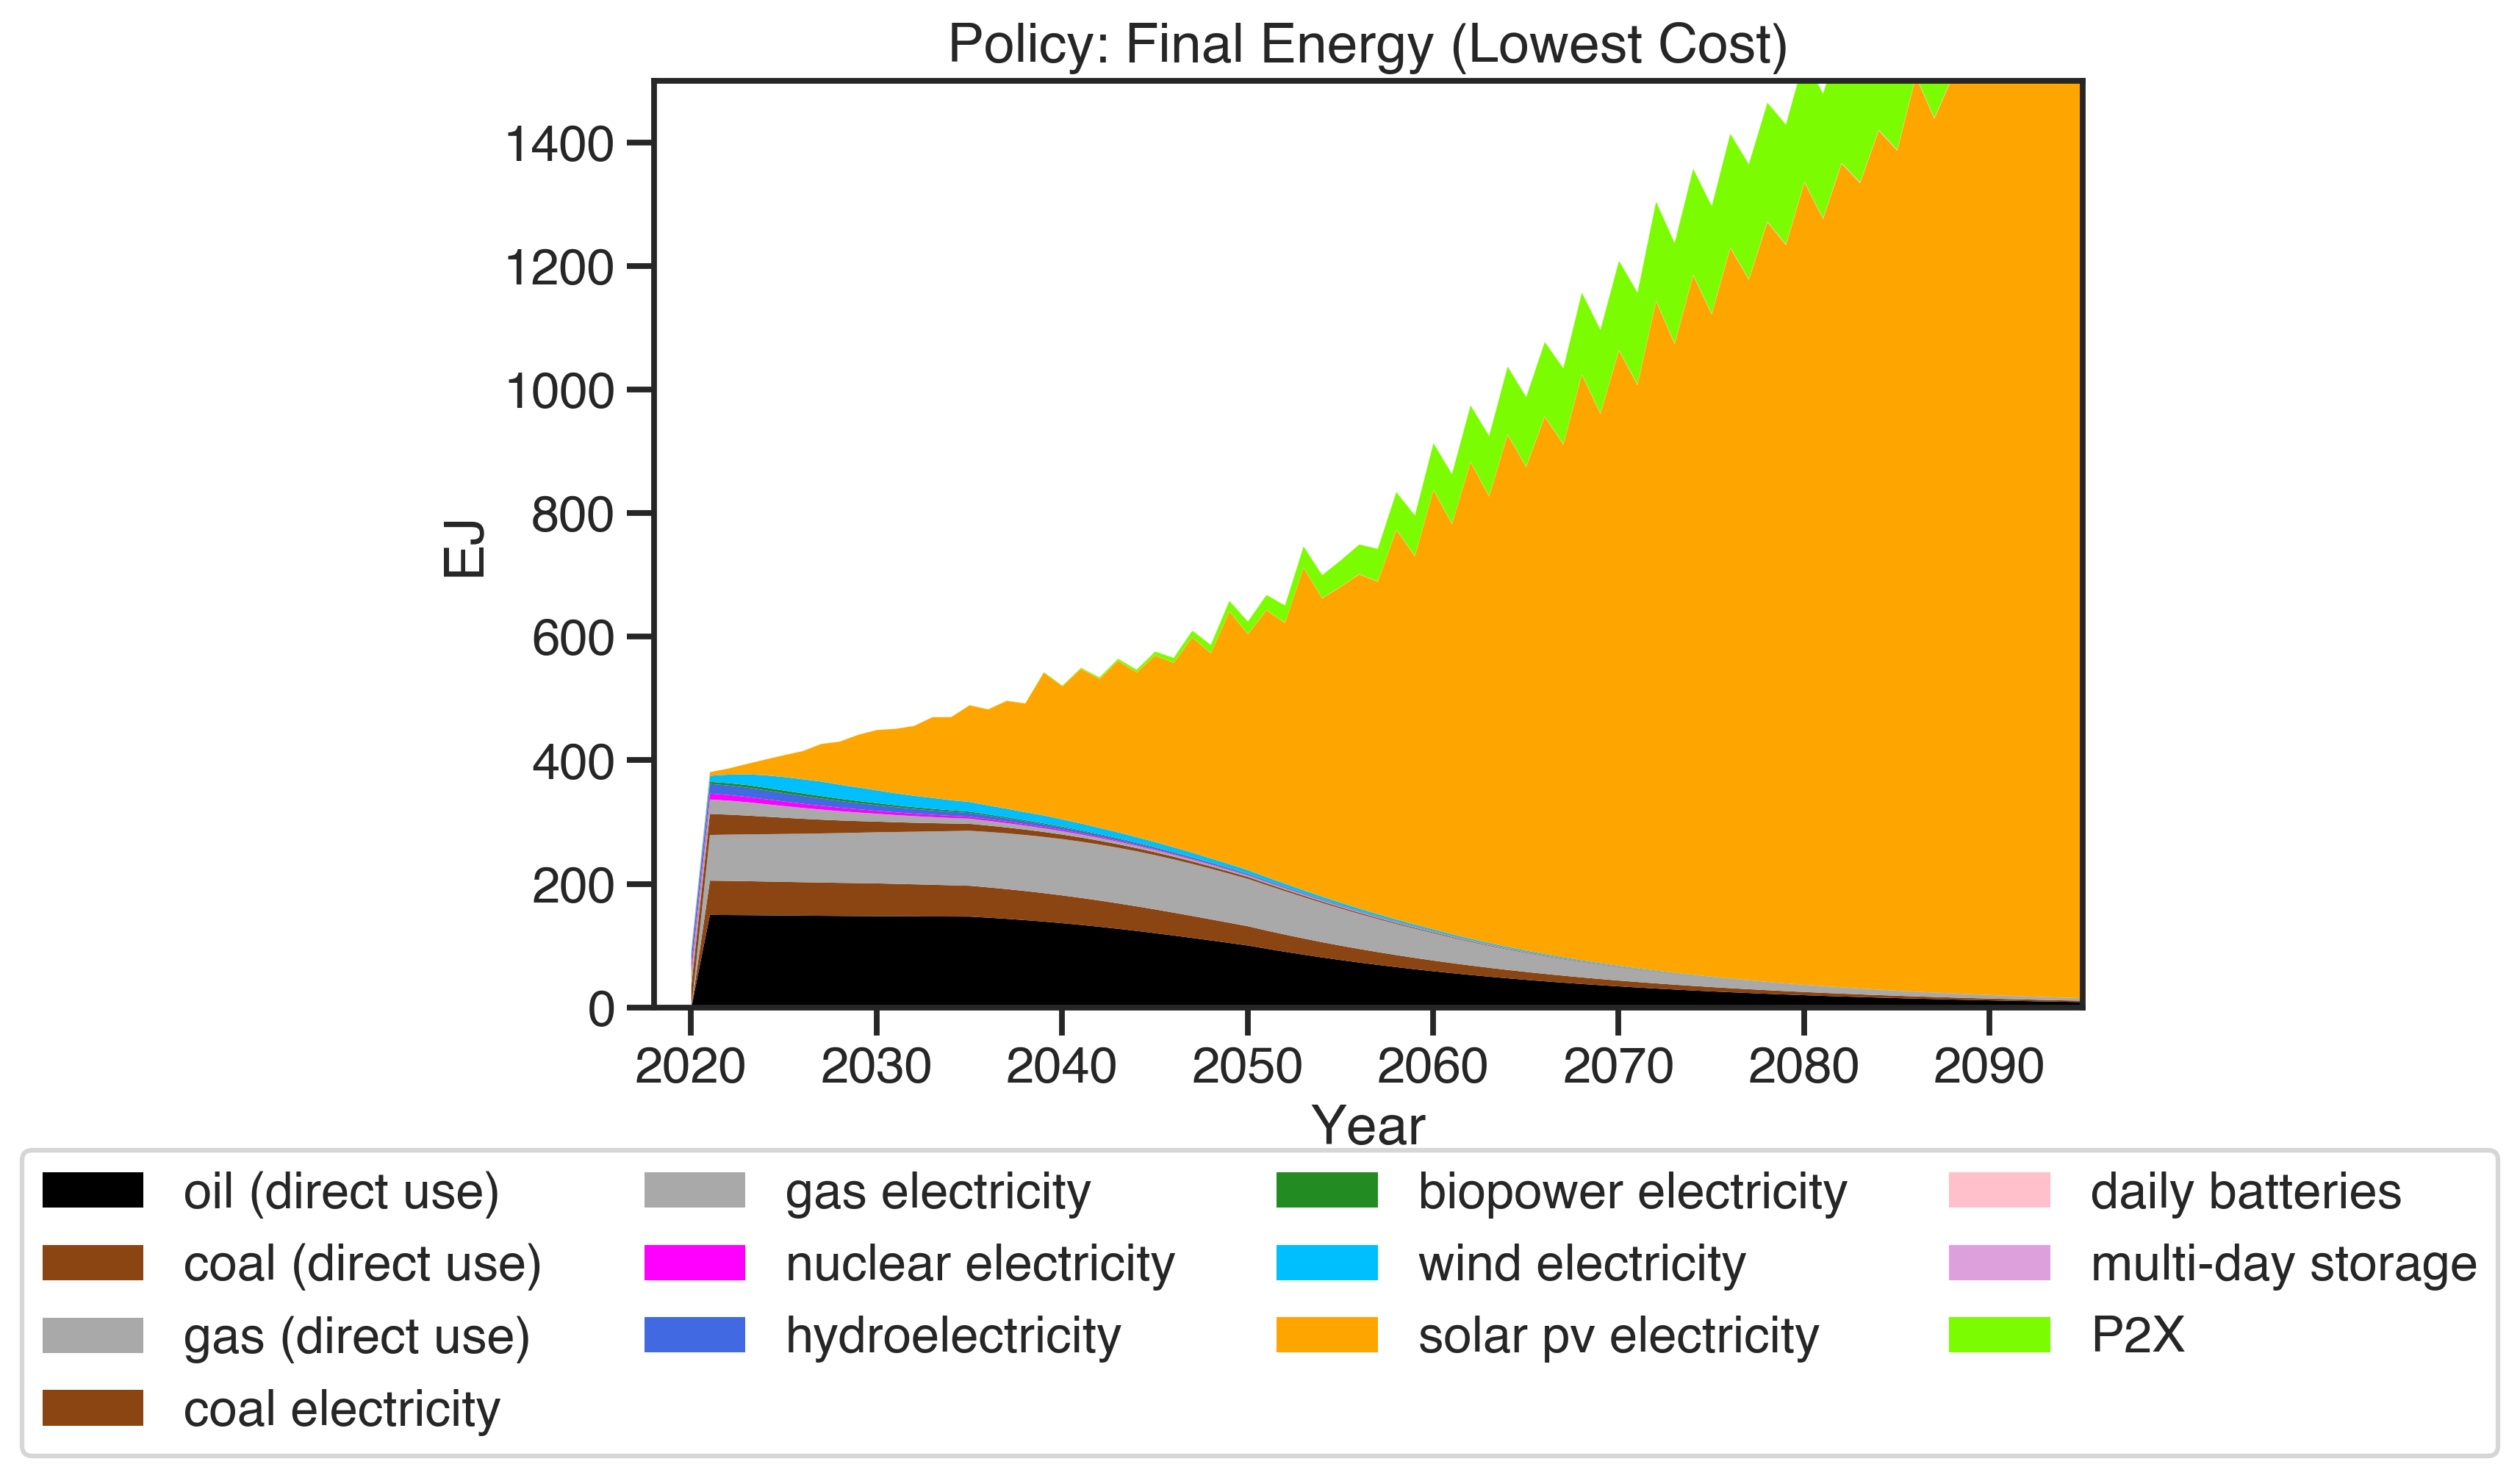 Policy: Final Energy (Lowest Cost)
1400
1200
1000
800
600
400
200
0
EJ
2020 2030 2040 2050 2060 2070 2080 2090
Year
oil (direct use)
coal (direct use)
gas (direct use)
coal electricity
gas electricity
nuclear electricity
hydroelectricity
biopower electricity
wind electricity
solar pv electricity
daily batteries
multi-day storage
P2X